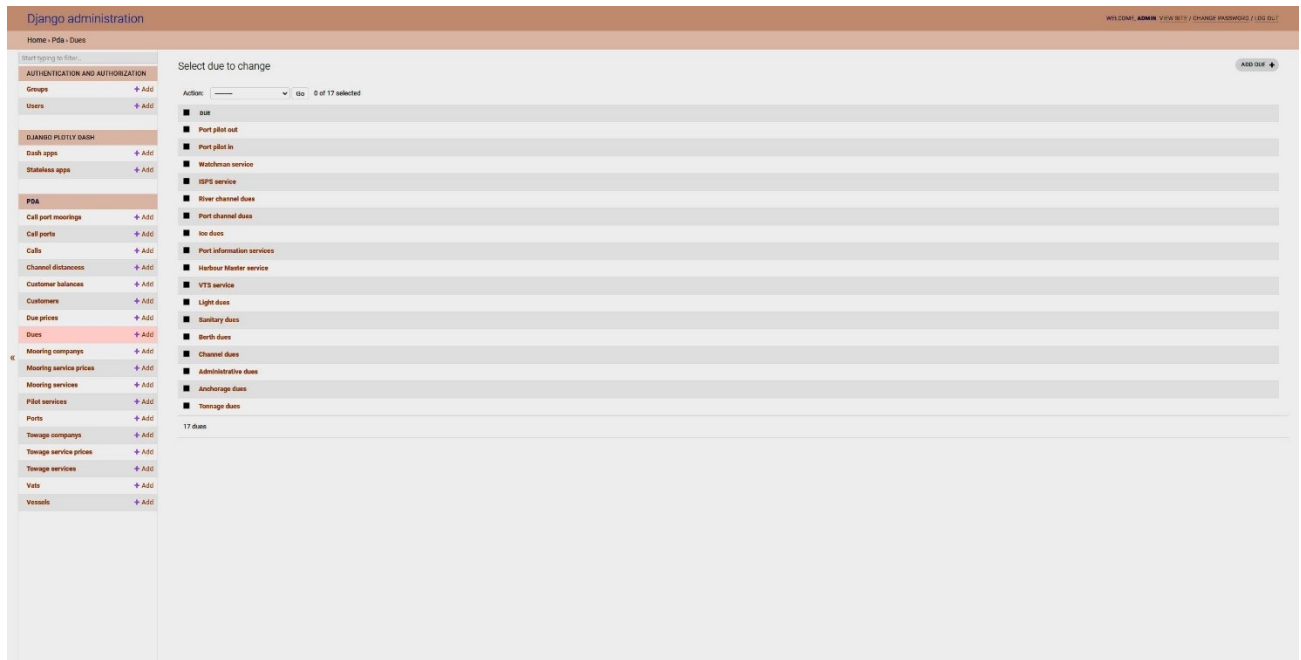 Django administration
WELCOME, ADMIN. VIEW SITE / CHANGE PASSWORD / LOG OUT
Home › Pda › Dues
Start typing to filter...
AUTHENTICATION AND AUTHORIZATION
Groups + Add
Users + Add
DJANGO PLOTLY DASH
Dash apps + Add
Stateless apps + Add
PDA
Call port moorings + Add
Call ports + Add
Calls + Add
Channel distancess + Add
Customer balances + Add
Customers + Add
Due prices + Add
Dues + Add
Mooring companys + Add
Mooring service prices + Add
Mooring services + Add
Pilot services + Add
Ports + Add
Towage companys + Add
Towage service prices + Add
Towage services + Add
Vats + Add
Vessels + Add
«
Select due to change
ADD DUE +
Action: --------- Go 0 of 17 selected
DUE
Port pilot out
Port pilot in
Watchman service
ISPS service
River channel dues
Port channel dues
Ice dues
Port information services
Harbour Master service
VTS service
Light dues
Sanitary dues
Berth dues
Channel dues
Administrative dues
Anchorage dues
Tonnage dues
17 dues